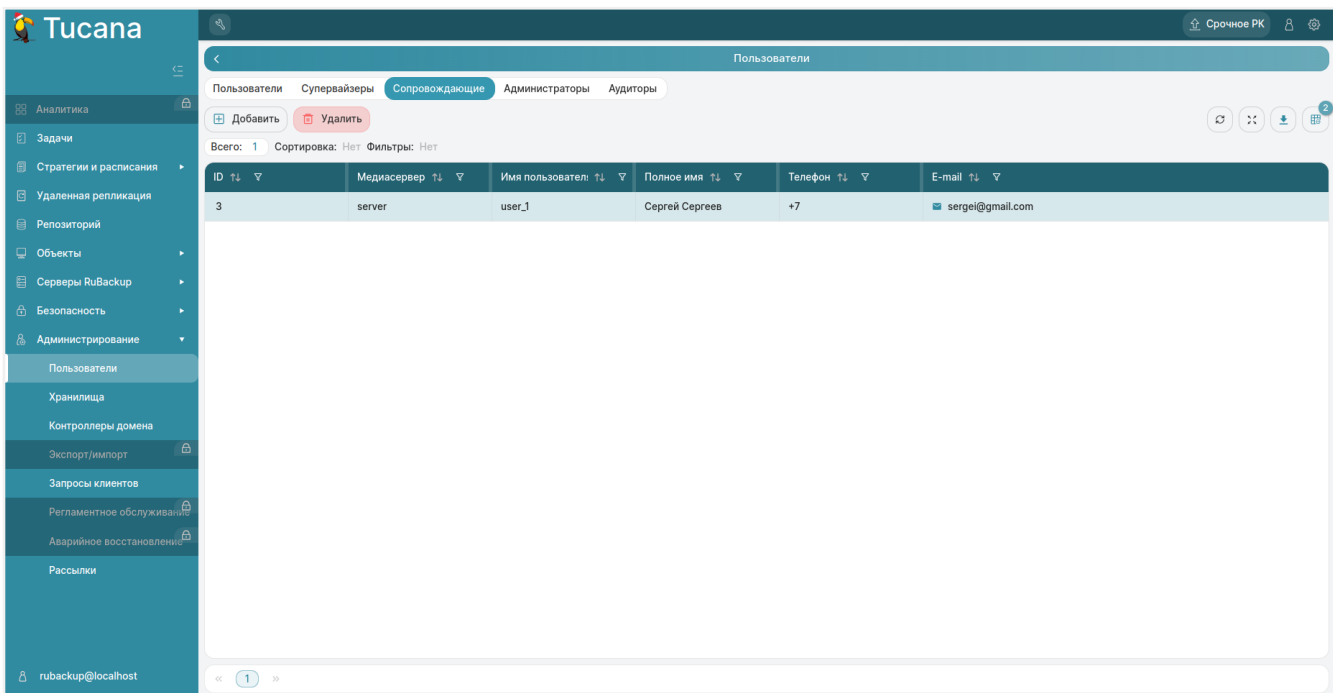 Tucana
Срочное РК
Пользователи
Аналитика
Задачи
Стратегии и расписания
Удаленная репликация
Репозиторий
Объекты
Серверы RuBackup
Безопасность
Администрирование
Пользователи
Хранилища
Контроллеры домена
Экспорт/импорт
Запросы клиентов
Регламентное обслуживание
Аварийное восстановление
Рассылки
rubackup@localhost
Пользователи Супервайзеры Сопровождающие Администраторы Аудиторы
Добавить Удалить
2
Всего: 1 Сортировка: Нет Фильтры: Нет
ID Медиасервер Имя пользовател Полное имя Телефон E-mail
3 server user_1 Сергей Сергеев +7 sergei@gmail.com
« 1 »